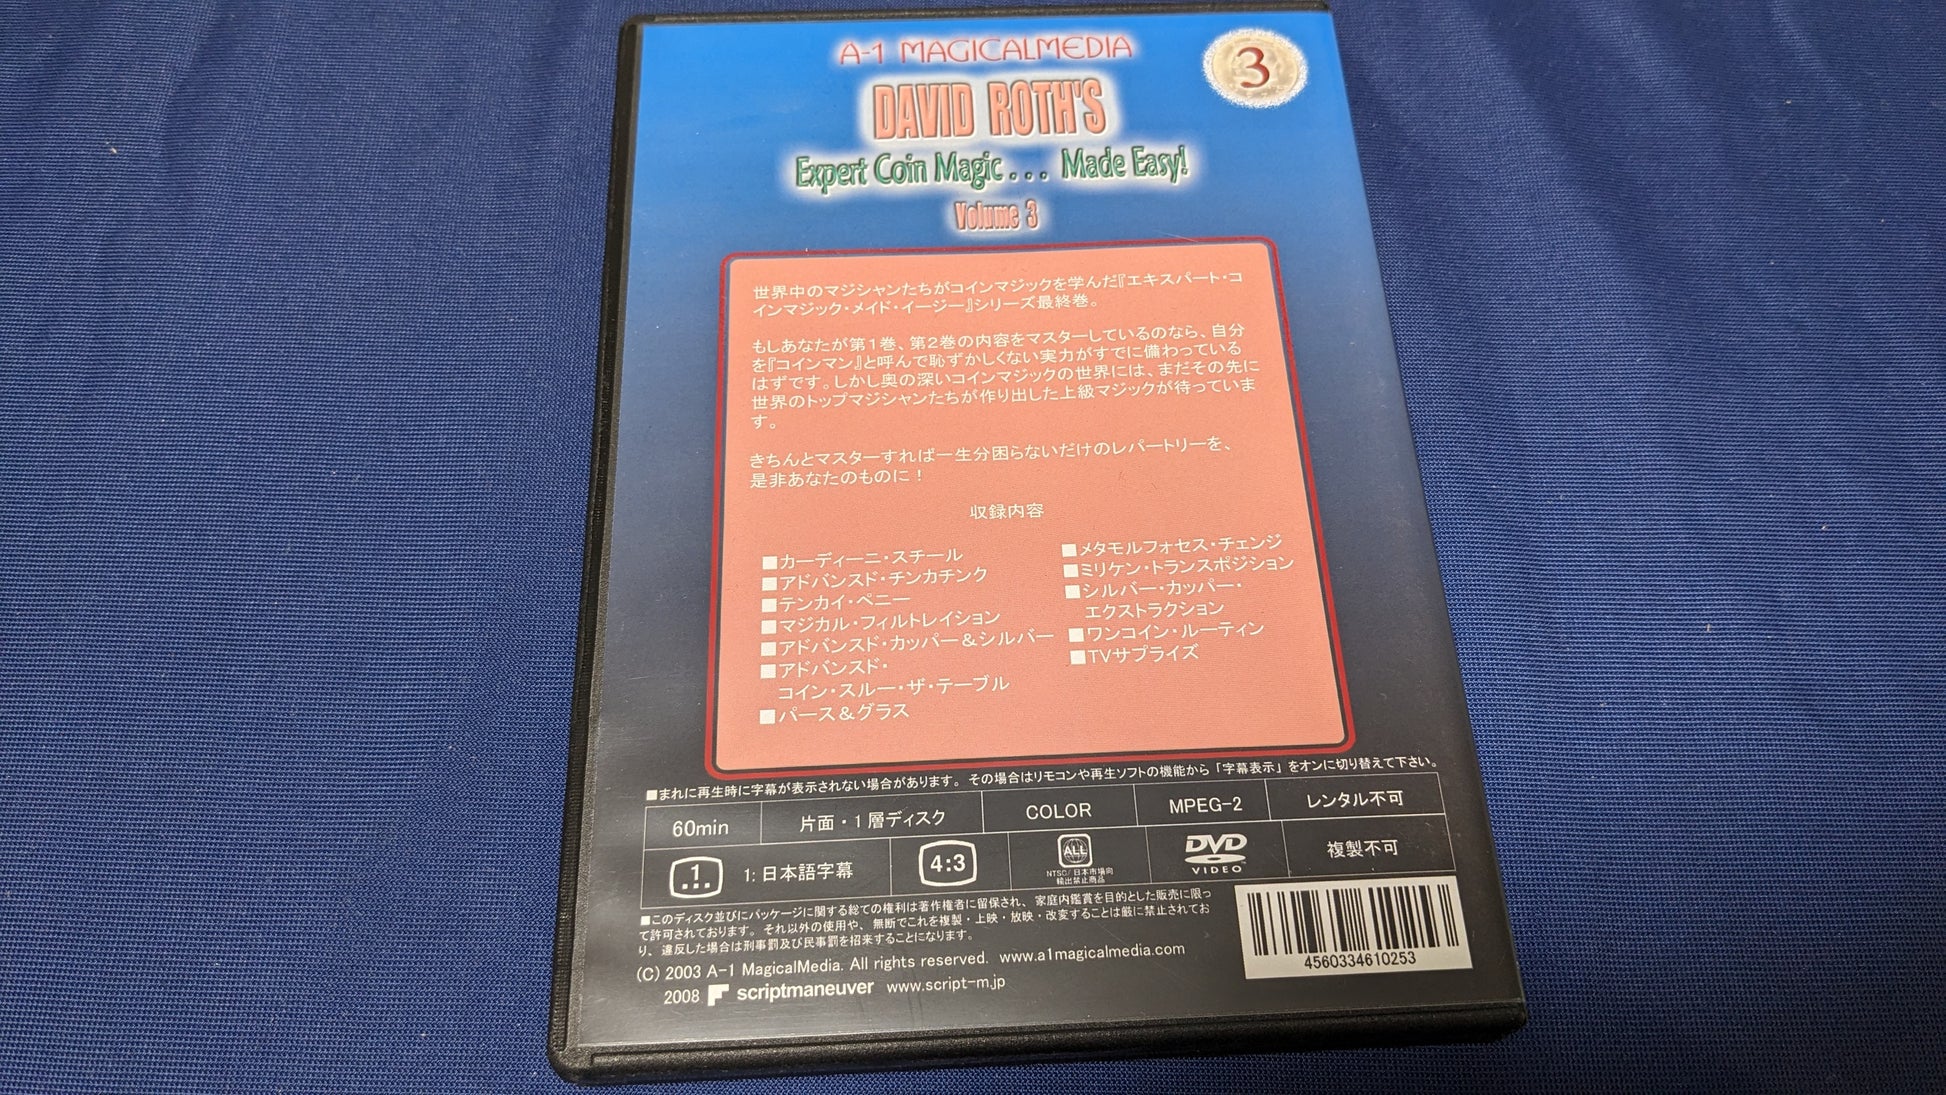 A-1 MAGICALMEDIA
3
DAVID ROTH'S
Expert Coin Magic... Made Easy!
Volume 3
世界中のマジシャンたちがコインマジックを学んだ『エキスパート・コ
インマジック・メイド・イージー』シリーズ最終巻。
もしあなたが第1巻、第2巻の内容をマスターしているのなら、自分
を『コインマン』と呼んで恥ずかしくない実力がすでに備わっている
はずです。しかし奥の深いコインマジックの世界には、まだその先に
世界のトップマジシャンたちが作り出した上級マジックが待っていま
す。
きちんとマスターすれば一生分困らないだけのレパートリーを、
是非あなたのものに！
収録内容
■カーディーニ・スチール
■アドバンスド・チンカチンク
■テンカイ・ペニー
■マジカル・フィルトレイション
■アドバンスド・カッパー＆シルバー
■アドバンスド・
コイン・スルー・ザ・テーブル
■パース＆グラス
■メタモルフォセス・チェンジ
■ミリケン・トランスポジション
■シルバー・カッパー・
エクストラクション
■ワンコイン・ルーティン
■TVサプライズ
■まれに再生時に字幕が表示されない場合があります。その場合はリモコンや再生ソフトの機能から「字幕表示」をオンに切り替えて下さい。
60min 片面・1層ディスク COLOR MPEG-2 レンタル不可
1 1:日本語字幕 4:3 ALL NTSC/日本市場向 輸出禁止商品 DVD VIDEO 複製不可
■このディスク並びにパッケージに関する総ての権利は著作権者に留保され、家庭内鑑賞を目的とした販売に限っ
て許可されております。それ以外の使用や、無断でこれを複製・上映・放映・改変することは厳に禁止されてお
り、違反した場合は刑事罰及び民事罰を招来することになります。
(C) 2003 A-1 MagicalMedia. All rights reserved. www.a1magicalmedia.com
2008 scriptmaneuver www.script-m.jp
4560334610253